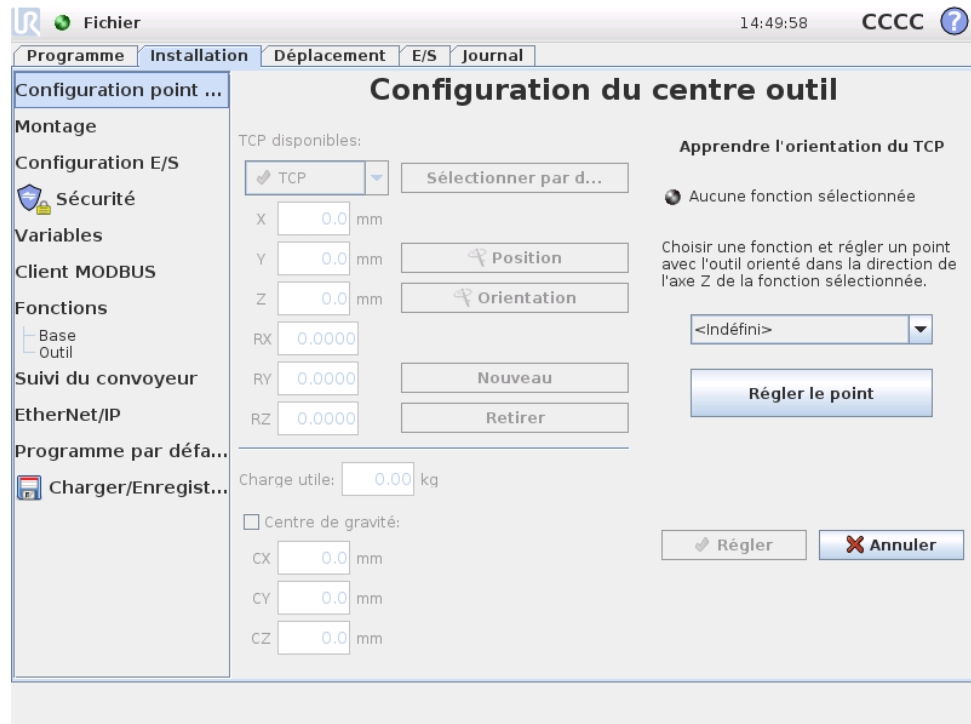 UR Fichier 14:49:58 CCCC ?
Programme Installation Déplacement E/S Journal
Configuration point ...
Montage
Configuration E/S
Sécurité
Variables
Client MODBUS
Fonctions
Base
Outil
Suivi du convoyeur
EtherNet/IP
Programme par défa...
Charger/Enregist...
Configuration du centre outil
TCP disponibles:
TCP Sélectionner par d...
X 0.0 mm
Y 0.0 mm Position
Z 0.0 mm Orientation
RX 0.0000
RY 0.0000 Nouveau
RZ 0.0000 Retirer
Charge utile: 0.00 kg
Centre de gravité:
CX 0.0 mm
CY 0.0 mm
CZ 0.0 mm
Apprendre l'orientation du TCP
Aucune fonction sélectionnée
Choisir une fonction et régler un point
avec l'outil orienté dans la direction de
l'axe Z de la fonction sélectionnée.
<Indéfini>
Régler le point
Régler Annuler